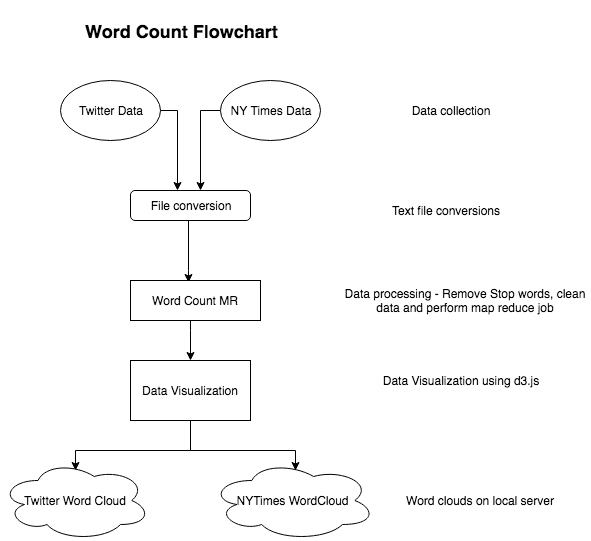 Word Count Flowchart
Twitter Data
NY Times Data
Data collection
File conversion
Text file conversions
Word Count MR
Data processing - Remove Stop words, clean
data and perform map reduce job
Data Visualization
Data Visualization using d3.js
Twitter Word Cloud
NYTimes WordCloud
Word clouds on local server